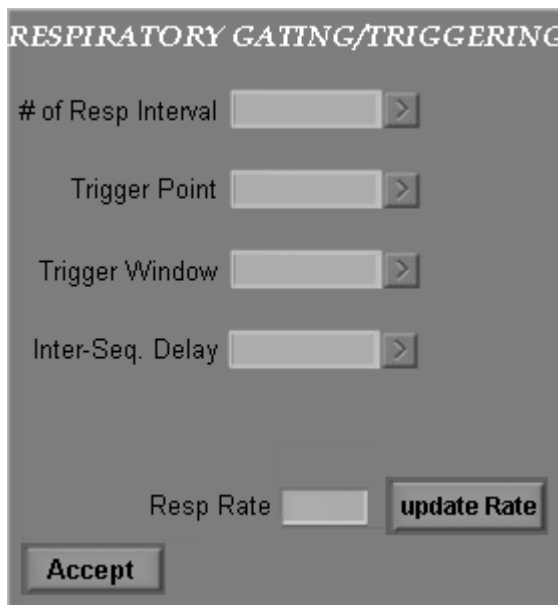 RESPIRATORY GATING/TRIGGERING
# of Resp Interval >
Trigger Point >
Trigger Window >
Inter-Seq. Delay >
Resp Rate update Rate
Accept